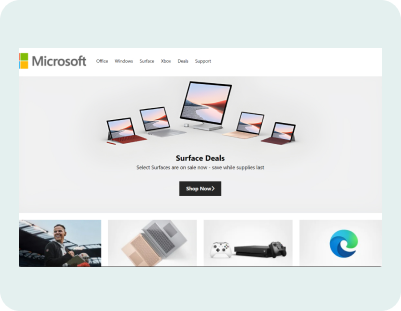 Microsoft
Office Windows Surface Xbox Deals Support
Surface Deals
Select Surfaces are on sale now - save while supplies last
Shop Now